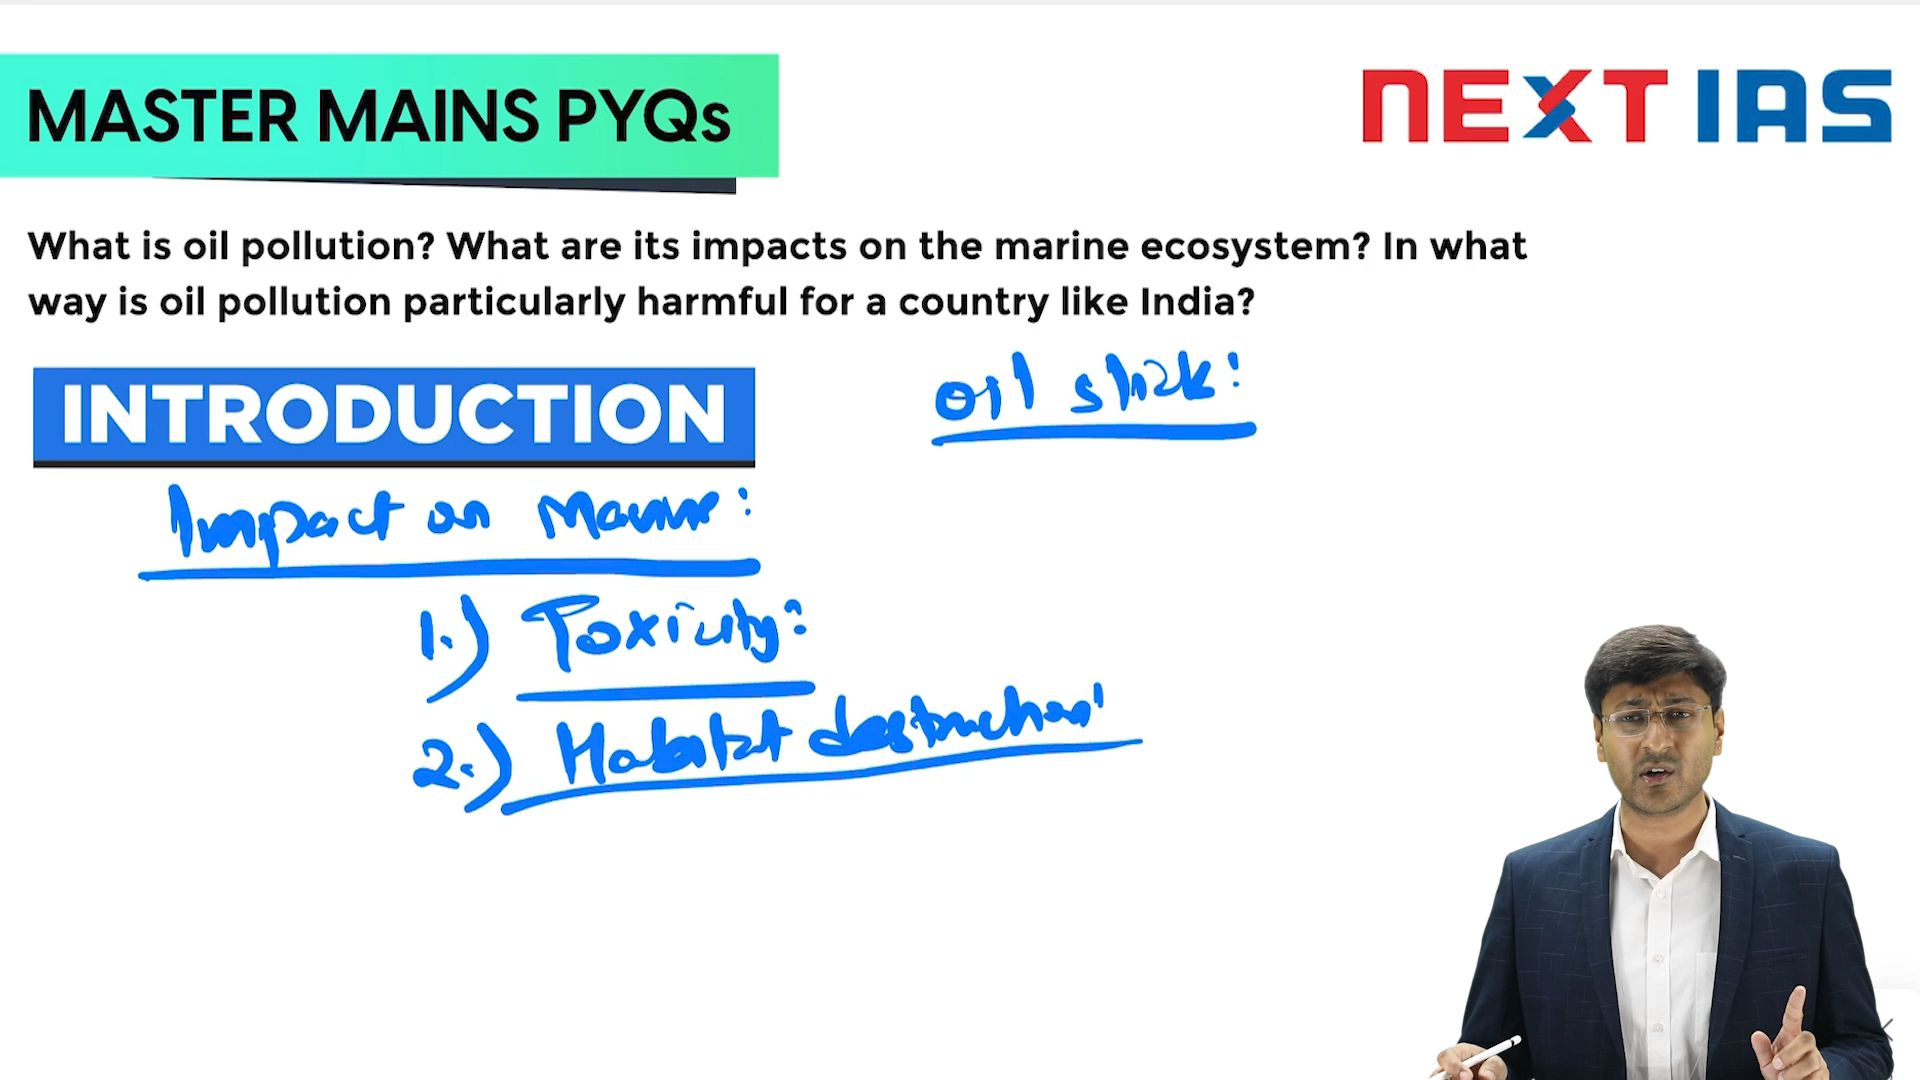 MASTER MAINS PYQs
NEXT IAS
What is oil pollution? What are its impacts on the marine ecosystem? In what
way is oil pollution particularly harmful for a country like India?
INTRODUCTION
Oil slick:
Impact on Marine:
1.) Toxicity:
2.) Habitat destruction